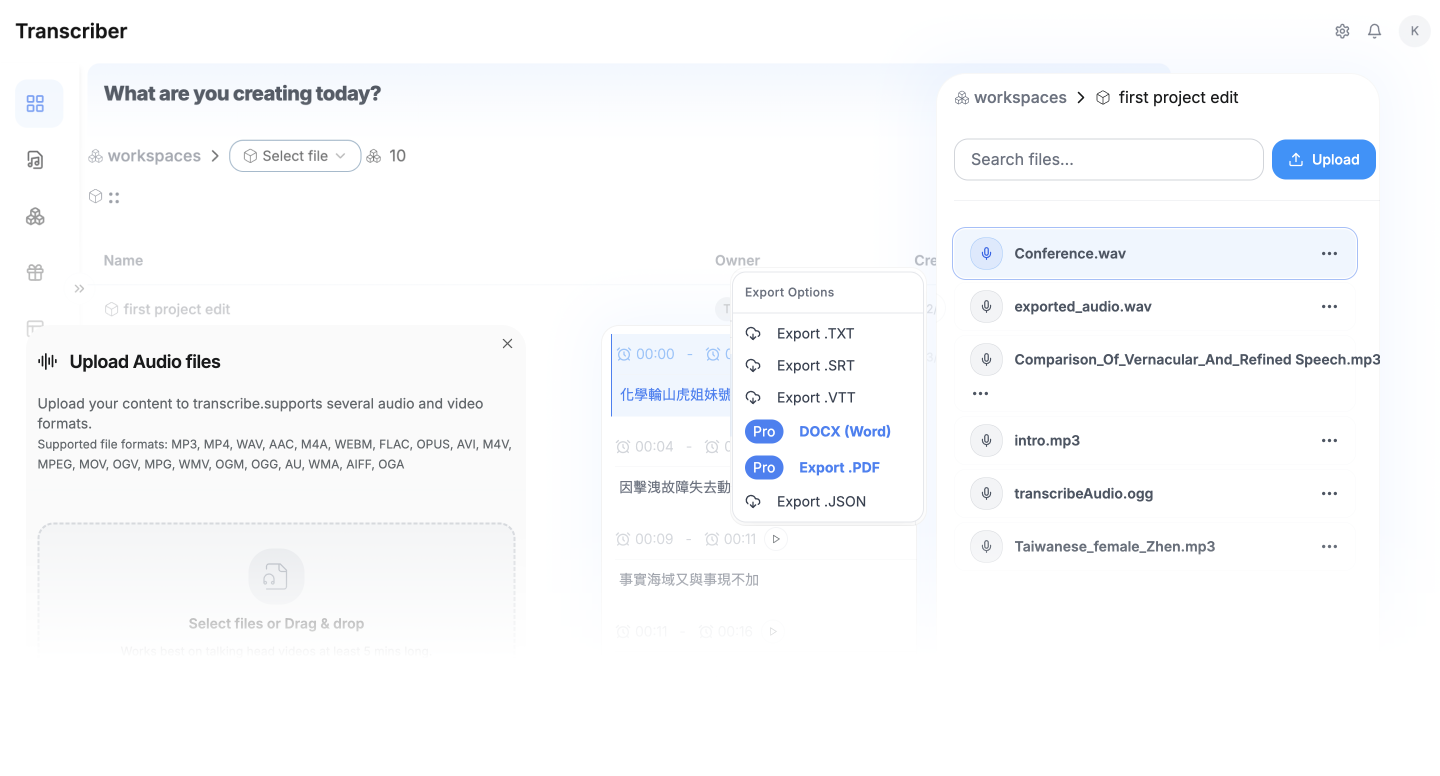 Transcriber
K
What are you creating today?
workspaces
Select file
10
Name
Owner
first project edit
Upload Audio files
Upload your content to transcribe.supports several audio and video
formats.
Supported file formats: MP3, MP4, WAV, AAC, M4A, WEBM, FLAC, OPUS, AVI, M4V,
MPEG, MOV, OGV, MPG, WMV, OGM, OGG, AU, WMA, AIFF, OGA
Select files or Drag & drop
Works best on talking head videos at least 5 mins long.
00:00 -
化學輪山虎姐妹號
00:04 -
因擊洩故障失去動
00:09 - 00:11
事實海域又與事現不加
00:11 - 00:16
Export Options
Export .TXT
Export .SRT
Export .VTT
Pro DOCX (Word)
Pro Export .PDF
Export .JSON
workspaces
first project edit
Search files...
Upload
Conference.wav
exported_audio.wav
Comparison_Of_Vernacular_And_Refined Speech.mp3
intro.mp3
transcribeAudio.ogg
Taiwanese_female_Zhen.mp3